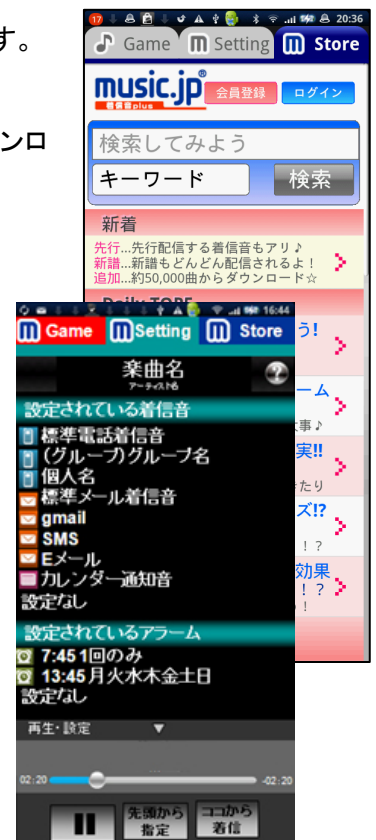 す。
ンロ
17 20:36
Game m Setting m Store
music.jp®
着信音plus
会員登録 ログイン
検索してみよう
キーワード 検索
新着
先行...先行配信する着信音もアリ♪
新譜...新譜もどんどん配信されるよ！
追加...約50,000曲からダウンロード☆
う!
ーム
事♪
実!!
たり
ズ!?
！？
効果
！？
！
16:44
m Game m Setting m Store
楽曲名
アーティスト名
?
設定されている着信音
標準電話着信音
(グループ)グループ名
個人名
標準メール着信音
gmail
SMS
Eメール
カレンダー通知音
設定なし
設定されているアラーム
7:45 1回のみ
13:45 月火水木金土日
設定なし
再生・設定 ▼
02:20 -02:20
先頭から指定
ココから着信